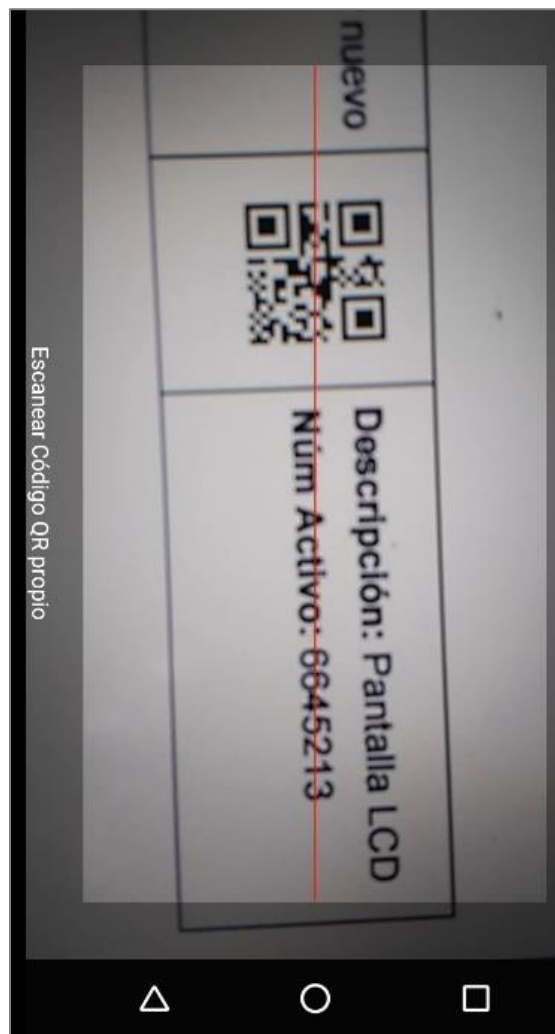 nuevo
Descripción: Pantalla LCD
Núm Activo: 6645213
Escanear Código QR propio